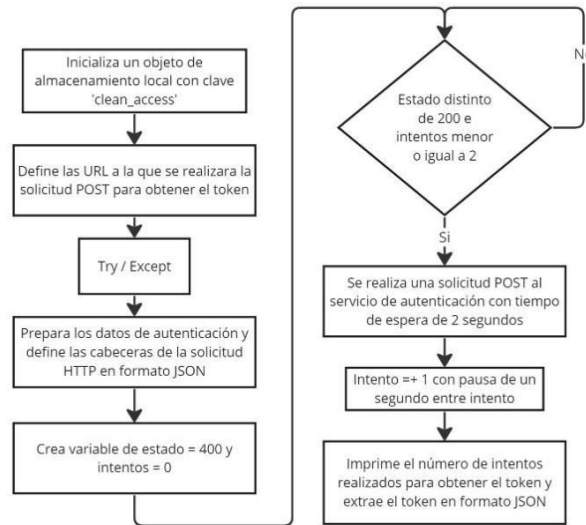 Inicializa un objeto de
almacenamiento local con clave
'clean_access'
Define las URL a la que se realizara la
solicitud POST para obtener el token
Try / Except
Prepara los datos de autenticación y
define las cabeceras de la solicitud
HTTP en formato JSON
Crea variable de estado = 400 y
intentos = 0
Estado distinto
de 200 e
intentos menor
o igual a 2
Si
Se realiza una solicitud POST al
servicio de autenticación con tiempo
de espera de 2 segundos
Intento =+ 1 con pausa de un
segundo entre intento
Imprime el número de intentos
realizados para obtener el token y
extrae el token en formato JSON